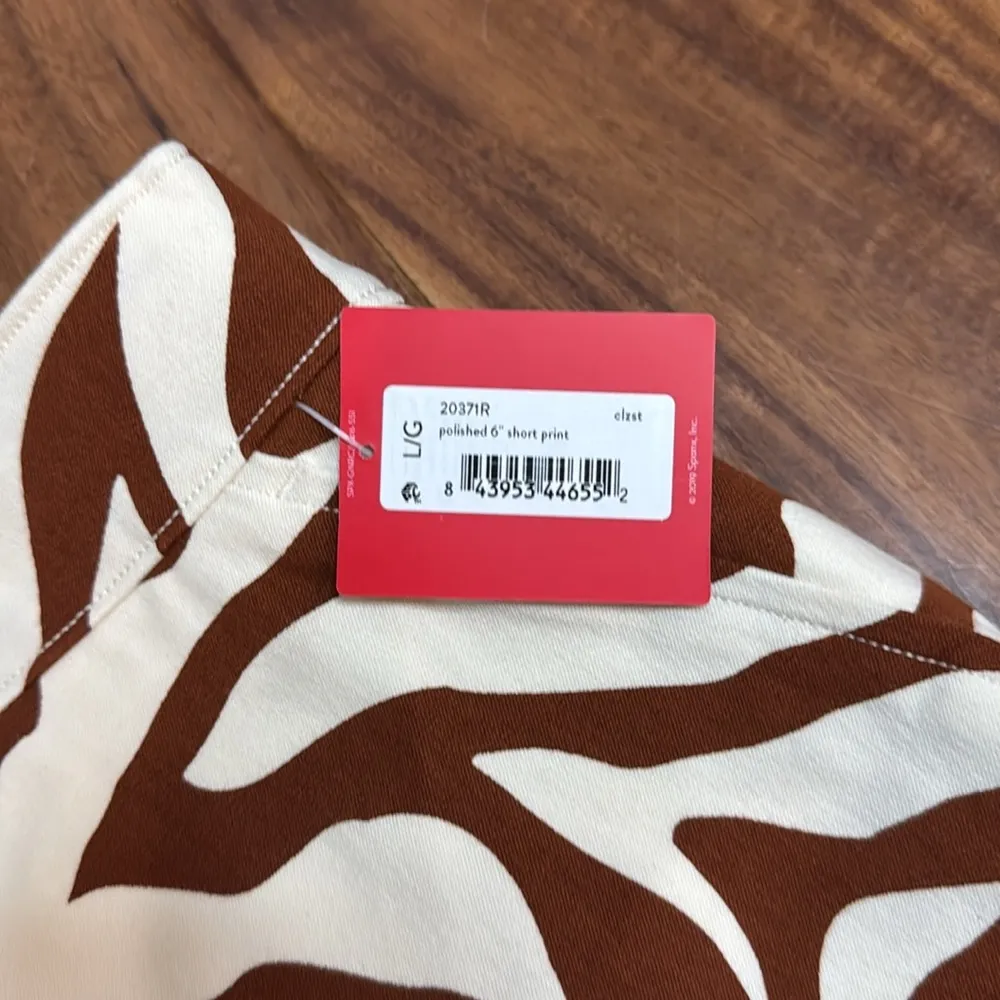 20371R
clzst
polished 6" short print
L/G
8 43953 44655 2
© 2019 Spanx, Inc.